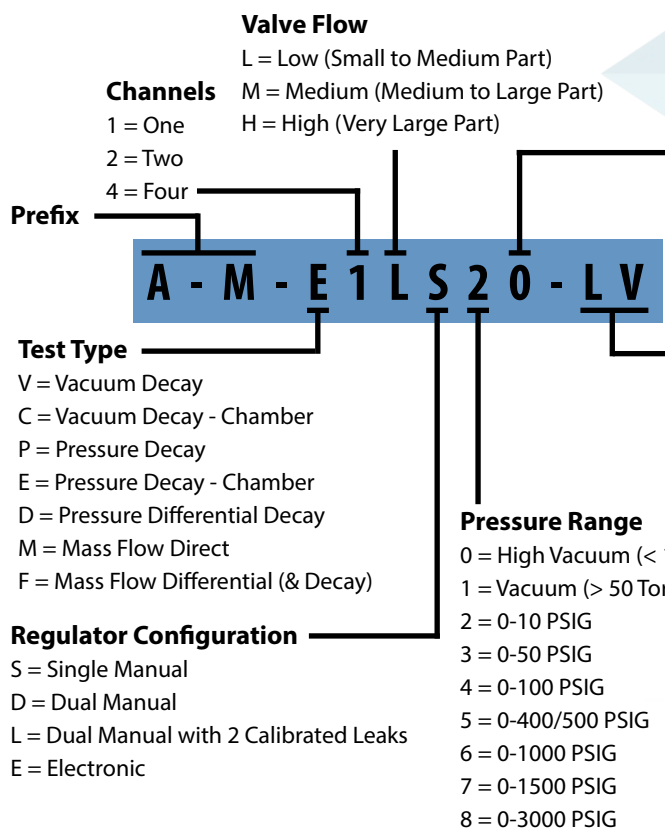 Valve Flow
L = Low (Small to Medium Part)
M = Medium (Medium to Large Part)
H = High (Very Large Part)
Channels
1 = One
2 = Two
4 = Four
Prefix
A - M - E 1 L S 2 0 - L V
Test Type
V = Vacuum Decay
C = Vacuum Decay - Chamber
P = Pressure Decay
E = Pressure Decay - Chamber
D = Pressure Differential Decay
M = Mass Flow Direct
F = Mass Flow Differential (& Decay)
Regulator Configuration
S = Single Manual
D = Dual Manual
L = Dual Manual with 2 Calibrated Leaks
E = Electronic
Pressure Range
0 = High Vacuum (<
1 = Vacuum (> 50
2 = 0-10 PSIG
3 = 0-50 PSIG
4 = 0-100 PSIG
5 = 0-400/500 PSIG
6 = 0-1000 PSIG
7 = 0-1500 PSIG
8 = 0-3000 PSIG